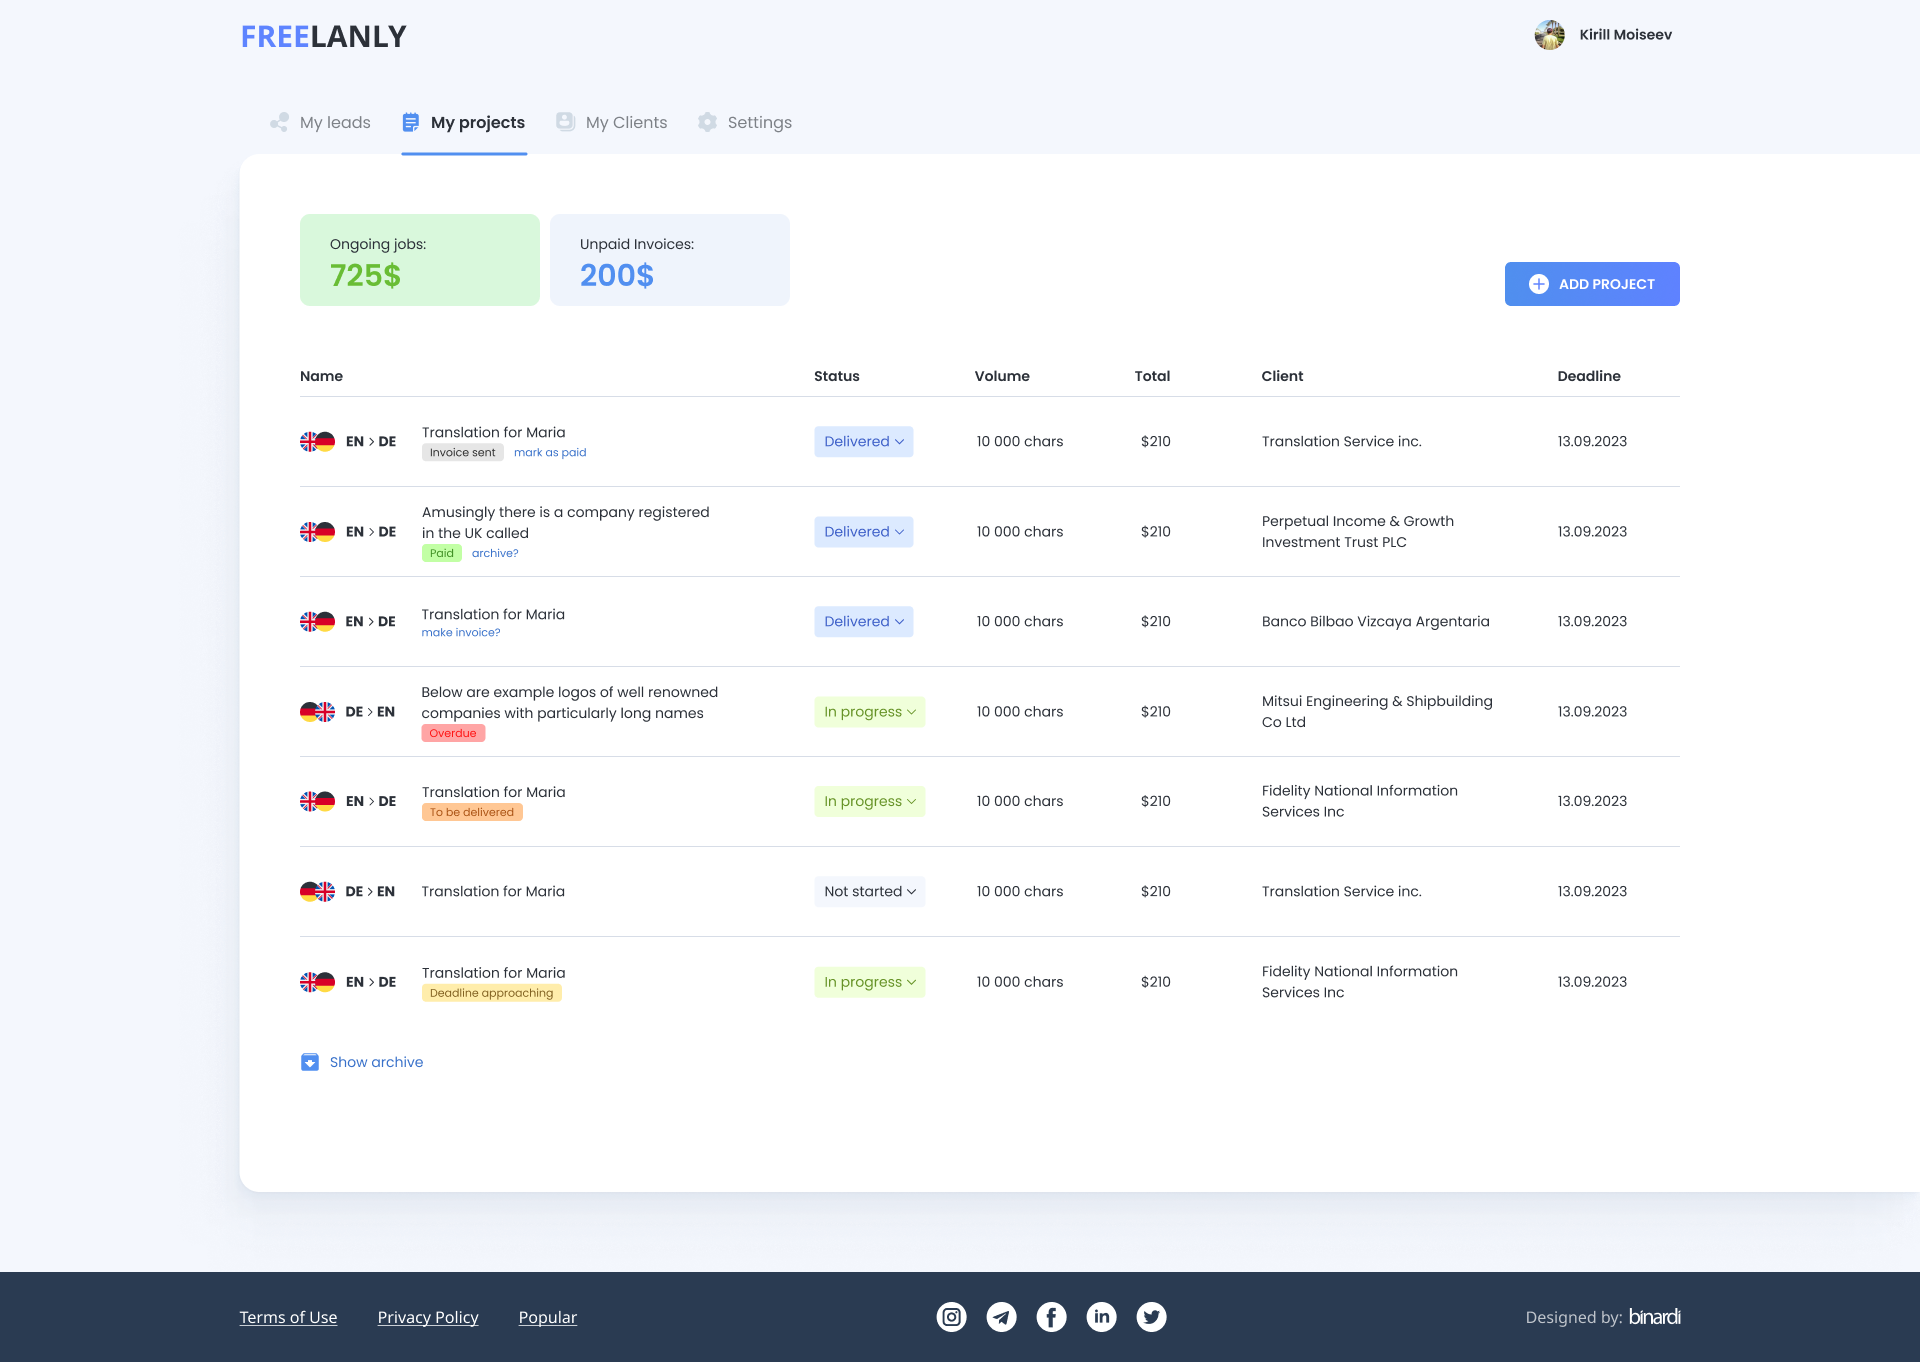 FREELANLY
Kirill Moiseev
My leads
My projects
My Clients
Settings
Ongoing jobs:
725$
Unpaid Invoices:
200$
ADD PROJECT
Name Status Volume Total Client Deadline
EN > DE
Translation for Maria
Invoice sent mark as paid
Delivered
10 000 chars
$210
Translation Service inc.
13.09.2023
EN > DE
Amusingly there is a company registered
in the UK called
Paid archive?
Delivered
10 000 chars
$210
Perpetual Income & Growth
Investment Trust PLC
13.09.2023
EN > DE
Translation for Maria
make invoice?
Delivered
10 000 chars
$210
Banco Bilbao Vizcaya Argentaria
13.09.2023
DE > EN
Below are example logos of well renowned
companies with particularly long names
Overdue
In progress
10 000 chars
$210
Mitsui Engineering & Shipbuilding
Co Ltd
13.09.2023
EN > DE
Translation for Maria
To be delivered
In progress
10 000 chars
$210
Fidelity National Information
Services Inc
13.09.2023
DE > EN
Translation for Maria
Not started
10 000 chars
$210
Translation Service inc.
13.09.2023
EN > DE
Translation for Maria
Deadline approaching
In progress
10 000 chars
$210
Fidelity National Information
Services Inc
13.09.2023
Show archive
Terms of Use
Privacy Policy
Popular
Designed by: binardi